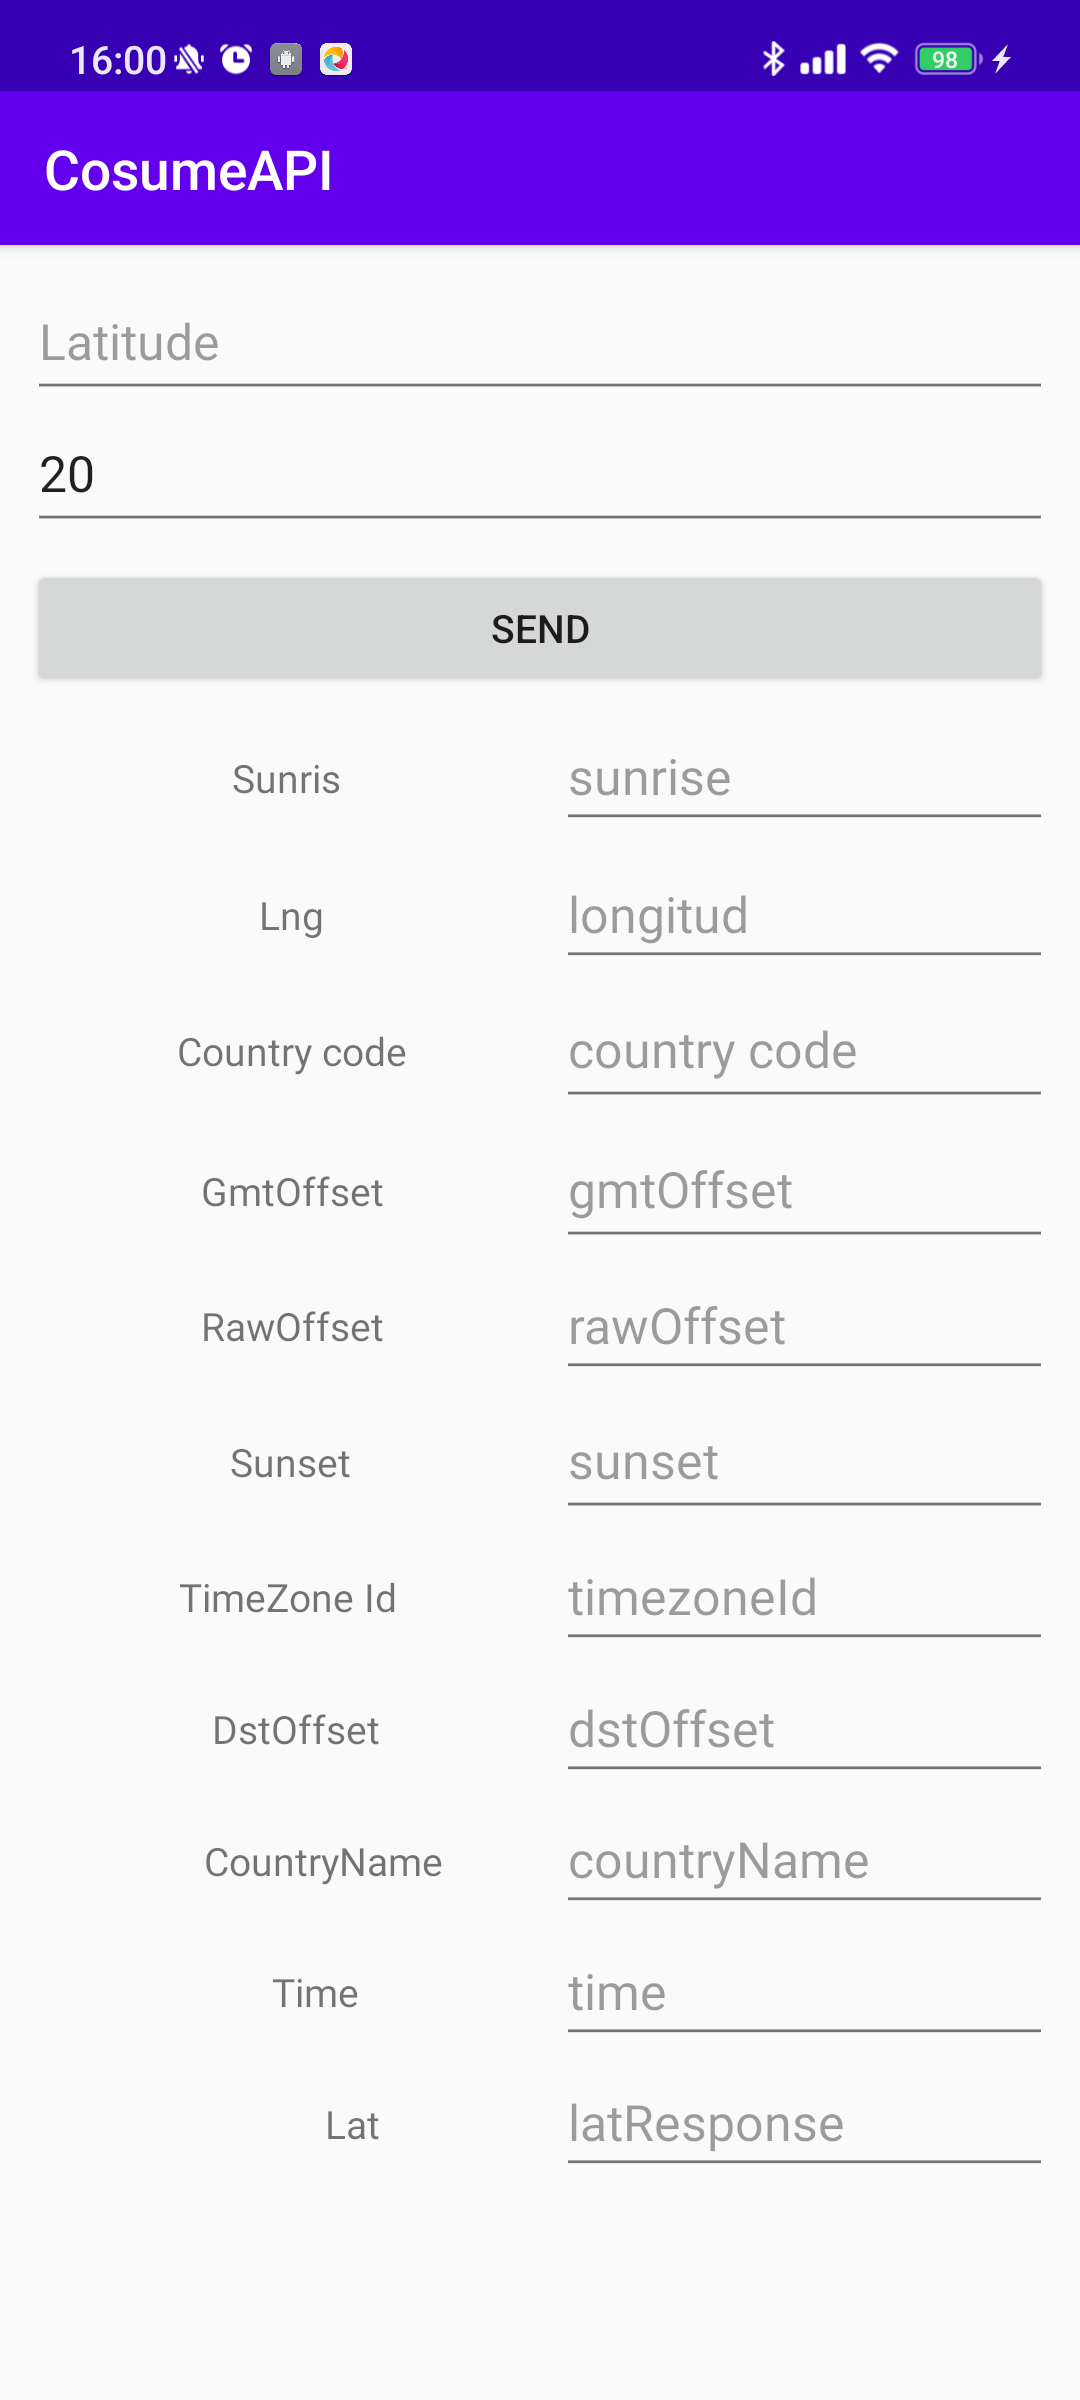 16:00 98
CosumeAPI
Latitude
20
SEND
Sunris sunrise
Lng longitud
Country code country code
GmtOffset gmtOffset
RawOffset rawOffset
Sunset sunset
TimeZone Id timezoneId
DstOffset dstOffset
CountryName countryName
Time time
Lat latResponse